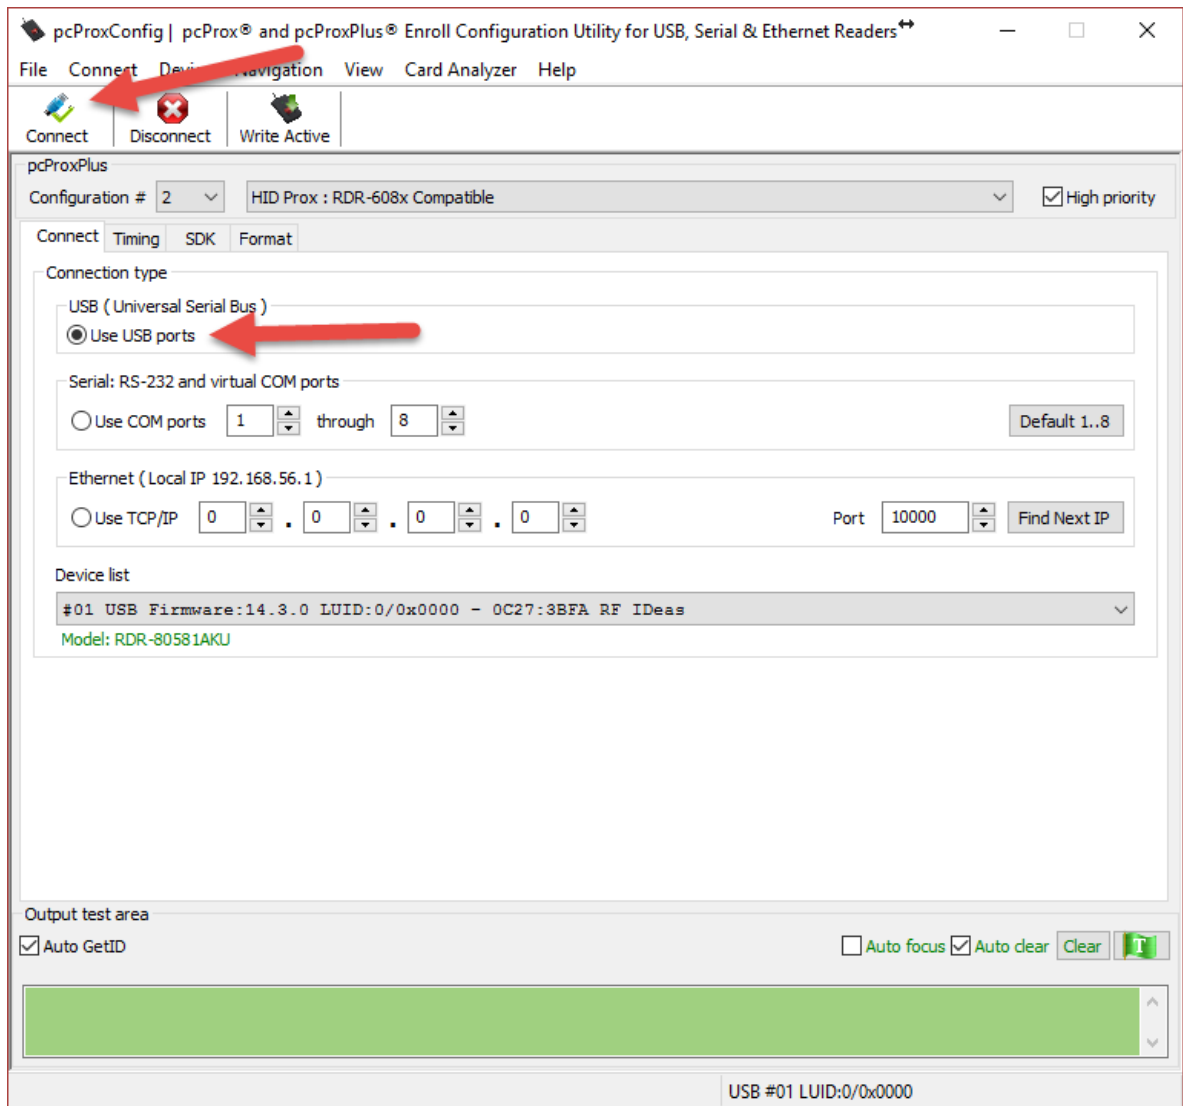 pcProxConfig | pcProx® and pcProxPlus® Enroll Configuration Utility for USB, Serial & Ethernet Readers
File Connect Navigation View Card Analyzer Help
Connect Disconnect Write Active
pcProxPlus
Configuration # 2 HID Prox : RDR-608x Compatible High priority
Connect Timing SDK Format
Connection type
USB ( Universal Serial Bus )
Use USB ports
Serial: RS-232 and virtual COM ports
Use COM ports 1 through 8 Default 1..8
Ethernet ( Local IP 192.168.56.1 )
Use TCP/IP 0 . 0 . 0 . 0 Port 10000 Find Next IP
Device list
#01 USB Firmware:14.3.0 LUID:0/0x0000 - 0C27:3BFA RF IDeas
Model: RDR-80581AKU
Output test area
Auto GetID Auto focus Auto clear Clear T
USB #01 LUID:0/0x0000